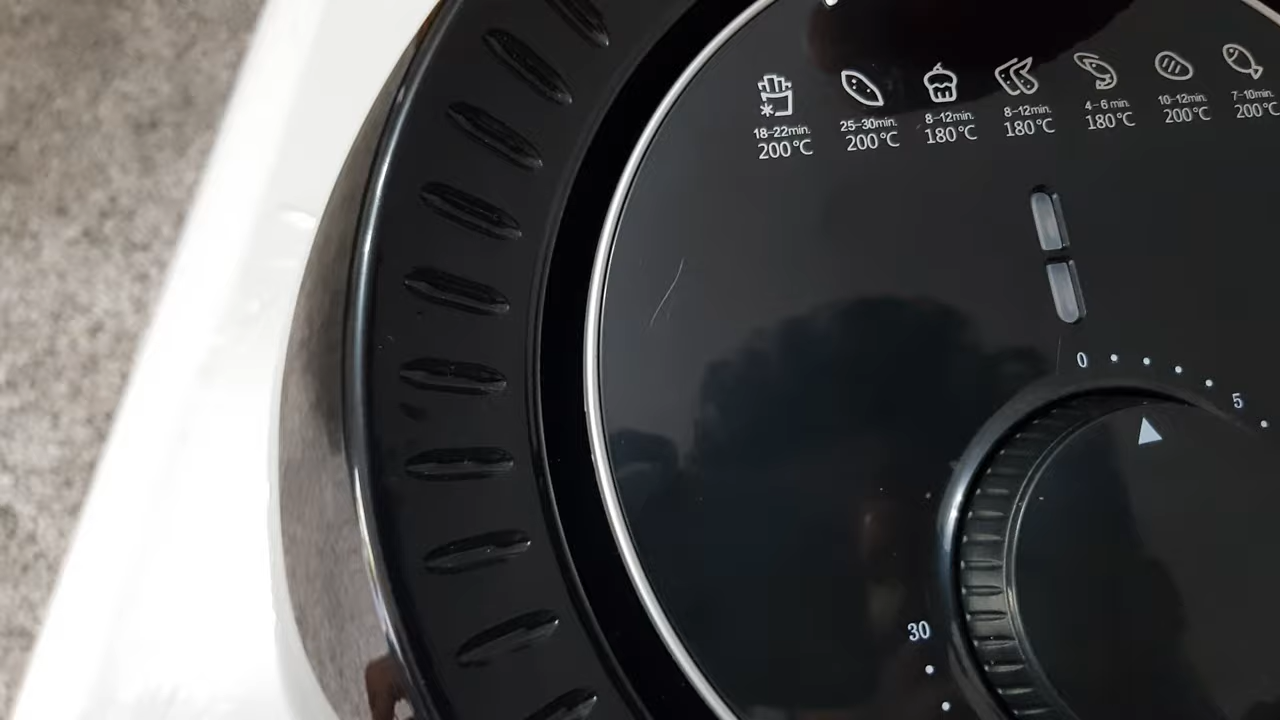 18-22min. 25-30min. 8-12min. 8-12min. 4-6 min. 10-12min. 7-10min.
200℃ 200℃ 180℃ 180℃ 180℃ 200℃ 200℃
0
5
30